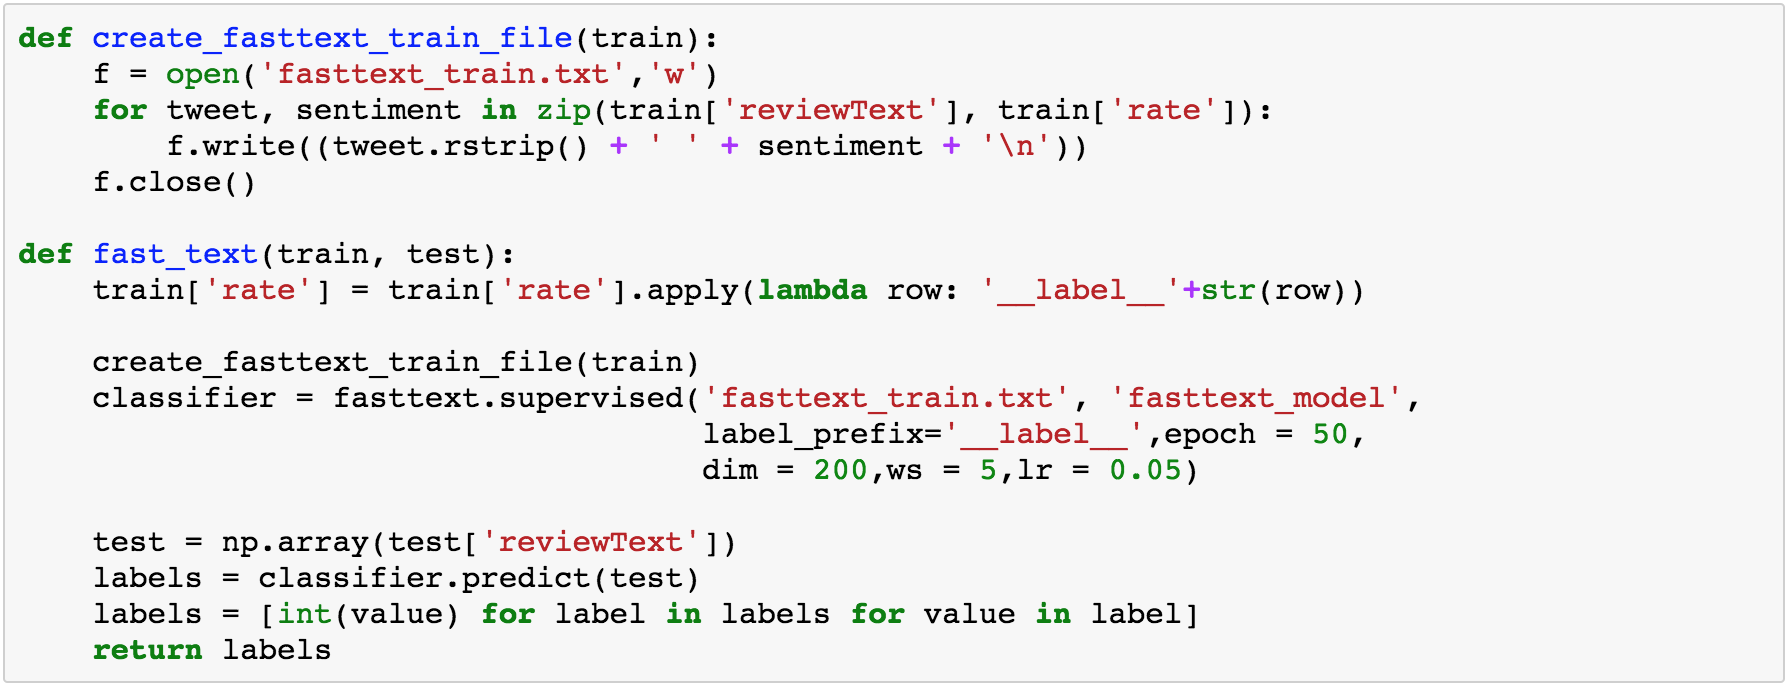 def create_fasttext_train_file(train):
    f = open('fasttext_train.txt','w')
    for tweet, sentiment in zip(train['reviewText'], train['rate']):
        f.write((tweet.rstrip() + ' ' + sentiment + '\n'))
    f.close()

def fast_text(train, test):
    train['rate'] = train['rate'].apply(lambda row: '__label__'+str(row))

    create_fasttext_train_file(train)
    classifier = fasttext.supervised('fasttext_train.txt', 'fasttext_model',
                                     label_prefix='__label__',epoch = 50,
                                     dim = 200,ws = 5,lr = 0.05)

    test = np.array(test['reviewText'])
    labels = classifier.predict(test)
    labels = [int(value) for label in labels for value in label]
    return labels